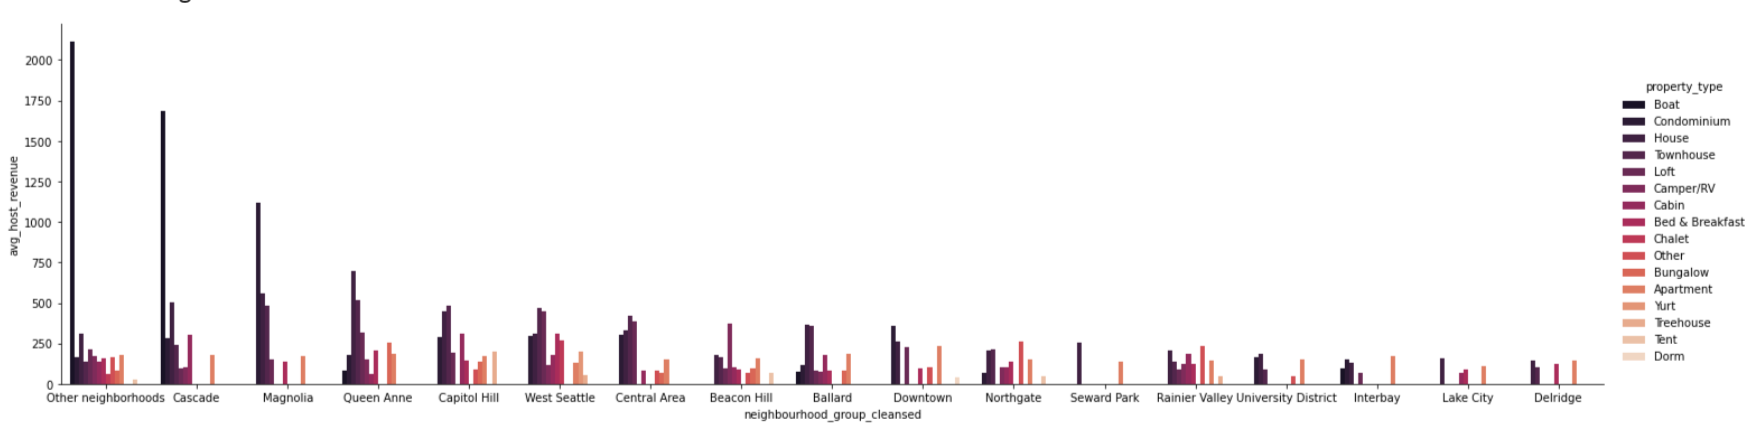 2000
1750
1500
1250
1000
750
500
250
0
avg_host_revenue
Other neighborhoods Cascade Magnolia Queen Anne Capitol Hill West Seattle Central Area Beacon Hill Ballard Downtown Northgate Seward Park Rainier Valley University District Interbay Lake City Delridge
neighbourhood_group_cleansed
property_type
Boat
Condominium
House
Townhouse
Loft
Camper/RV
Cabin
Bed & Breakfast
Chalet
Other
Bungalow
Apartment
Yurt
Treehouse
Tent
Dorm